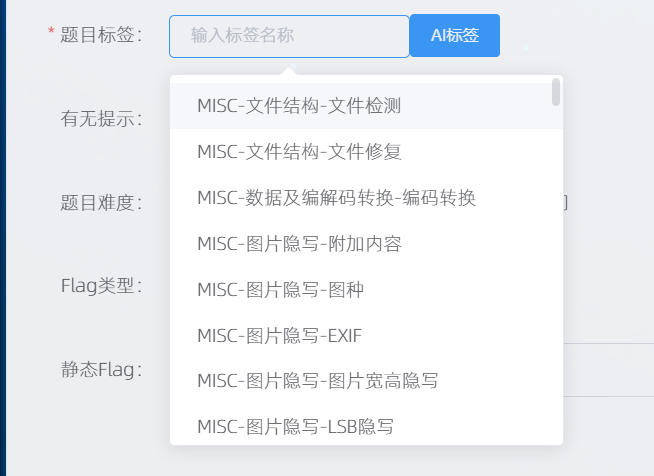 * 题目标签： 输入标签名称 AI标签
MISC-文件结构-文件检测
有无提示：
MISC-文件结构-文件修复
题目难度： MISC-数据及编解码转换-编码转换
MISC-图片隐写-附加内容
Flag类型： MISC-图片隐写-图种
MISC-图片隐写-EXIF
静态Flag： MISC-图片隐写-图片宽高隐写
MISC-图片隐写-LSB隐写